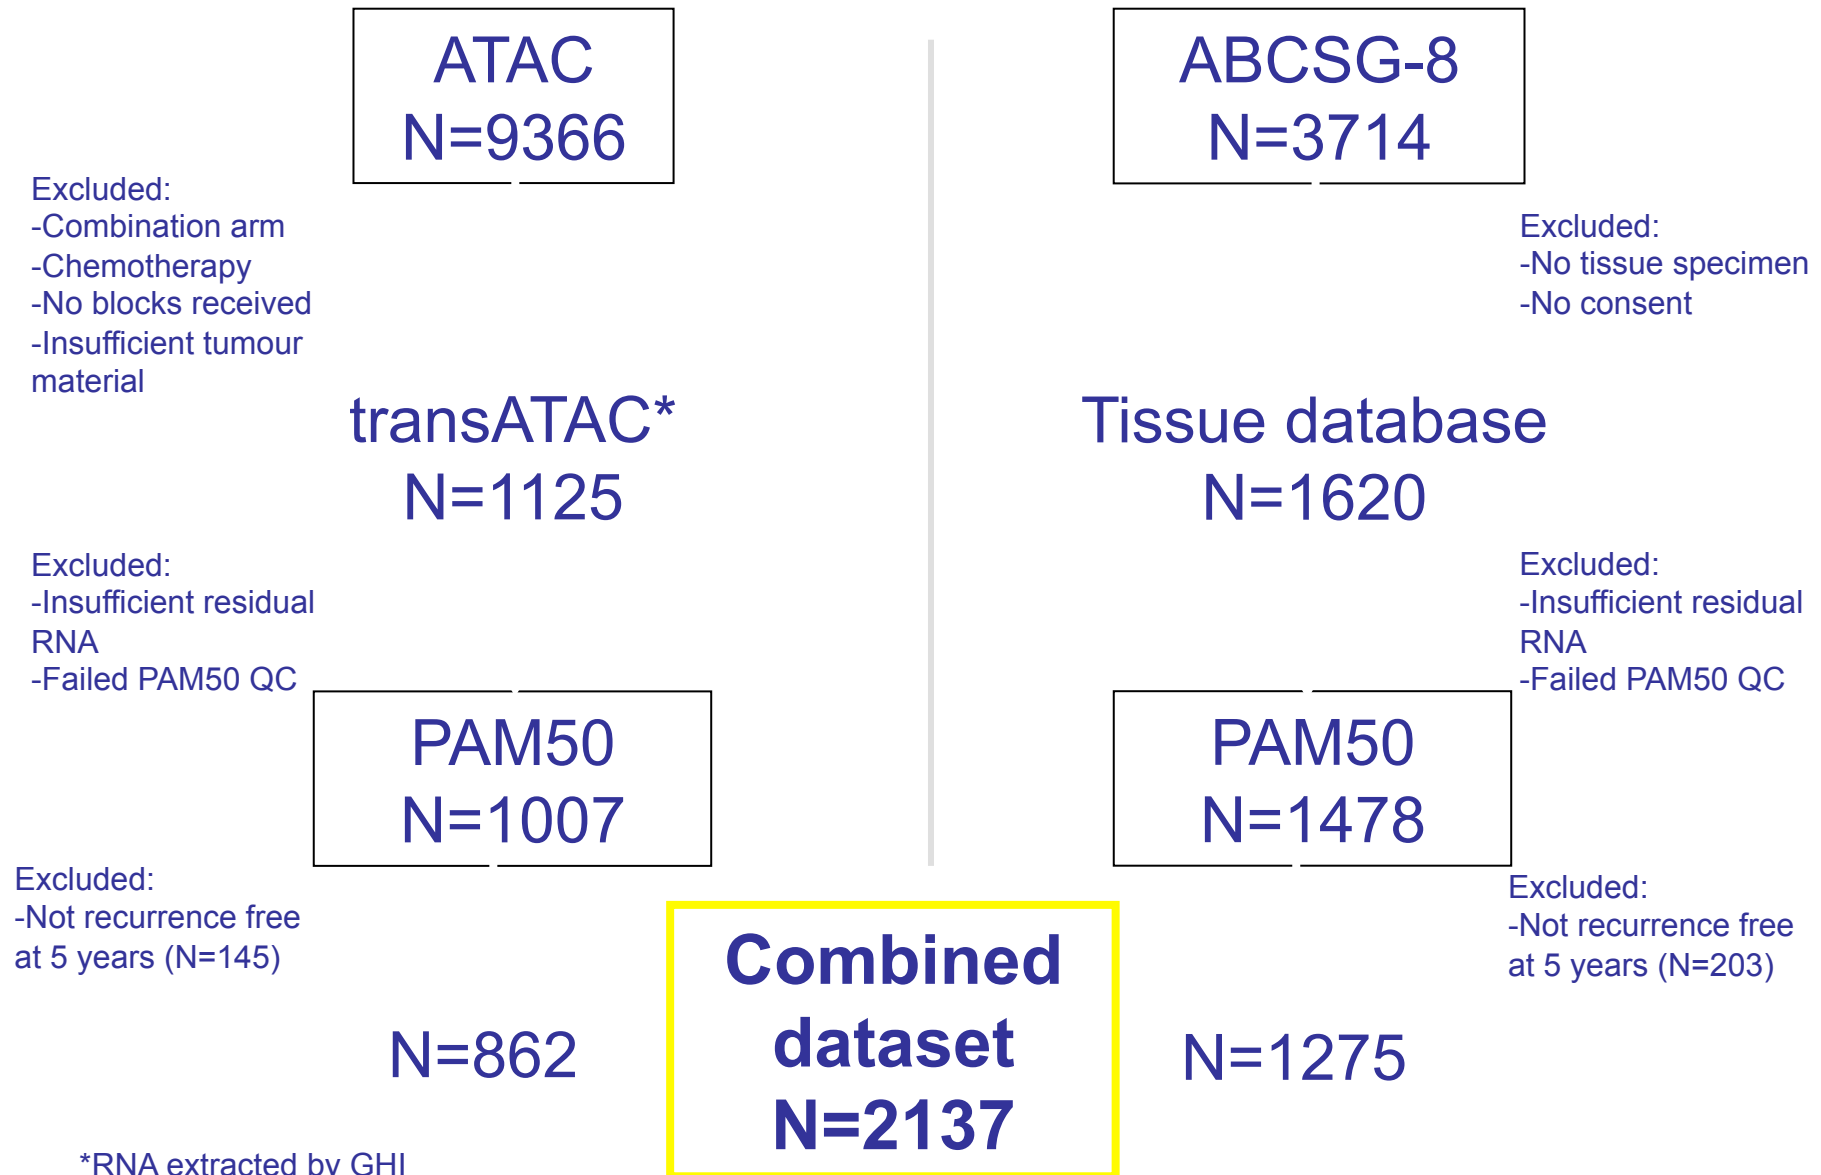 ATAC
N=9366
Excluded:
-Combination arm
-Chemotherapy
-No blocks received
-Insufficient tumour
material
transATAC*
N=1125
Excluded:
-Insufficient residual
RNA
-Failed PAM50 QC
PAM50
N=1007
Excluded:
-Not recurrence free
at 5 years (N=145)
N=862
ABCSG-8
N=3714
Excluded:
-No tissue specimen
-No consent
Tissue database
N=1620
Excluded:
-Insufficient residual
RNA
-Failed PAM50 QC
PAM50
N=1478
Excluded:
-Not recurrence free
at 5 years (N=203)
N=1275
Combined
dataset
N=2137
*RNA extracted by GHI